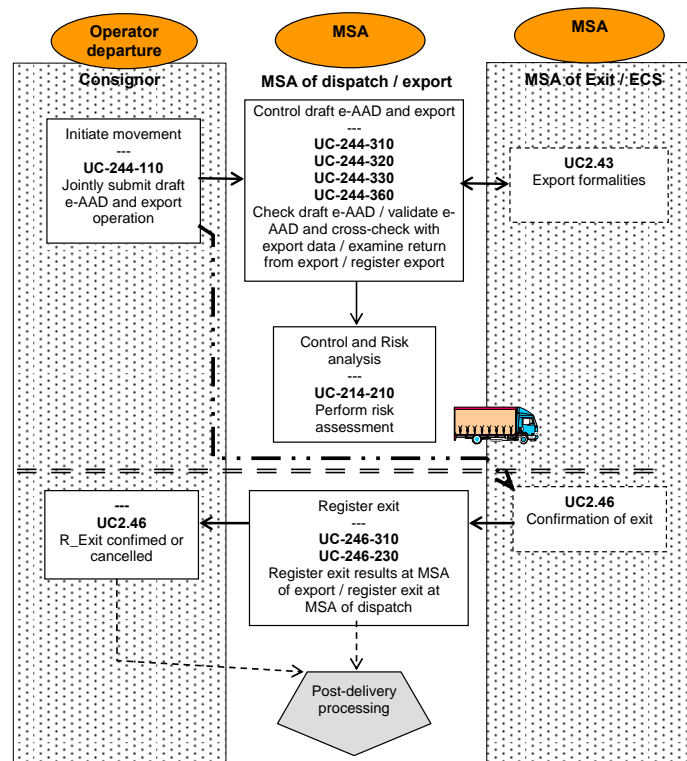 Operator
departure
MSA
MSA
Consignor
MSA of dispatch / export
MSA of Exit / ECS
Initiate movement
---
UC-244-110
Jointly submit draft
e-AAD and export
operation
Control draft e-AAD and export
---
UC-244-310
UC-244-320
UC-244-330
UC-244-360
Check draft e-AAD / validate e-
AAD and cross-check with
export data / examine return
from export / register export
UC2.43
Export formalities
Control and Risk
analysis
---
UC-214-210
Perform risk
assessment
---
UC2.46
R_Exit confimed or
cancelled
Register exit
---
UC-246-310
UC-246-230
Register exit results at MSA
of export / register exit at
MSA of dispatch
UC2.46
Confirmation of exit
Post-delivery
processing